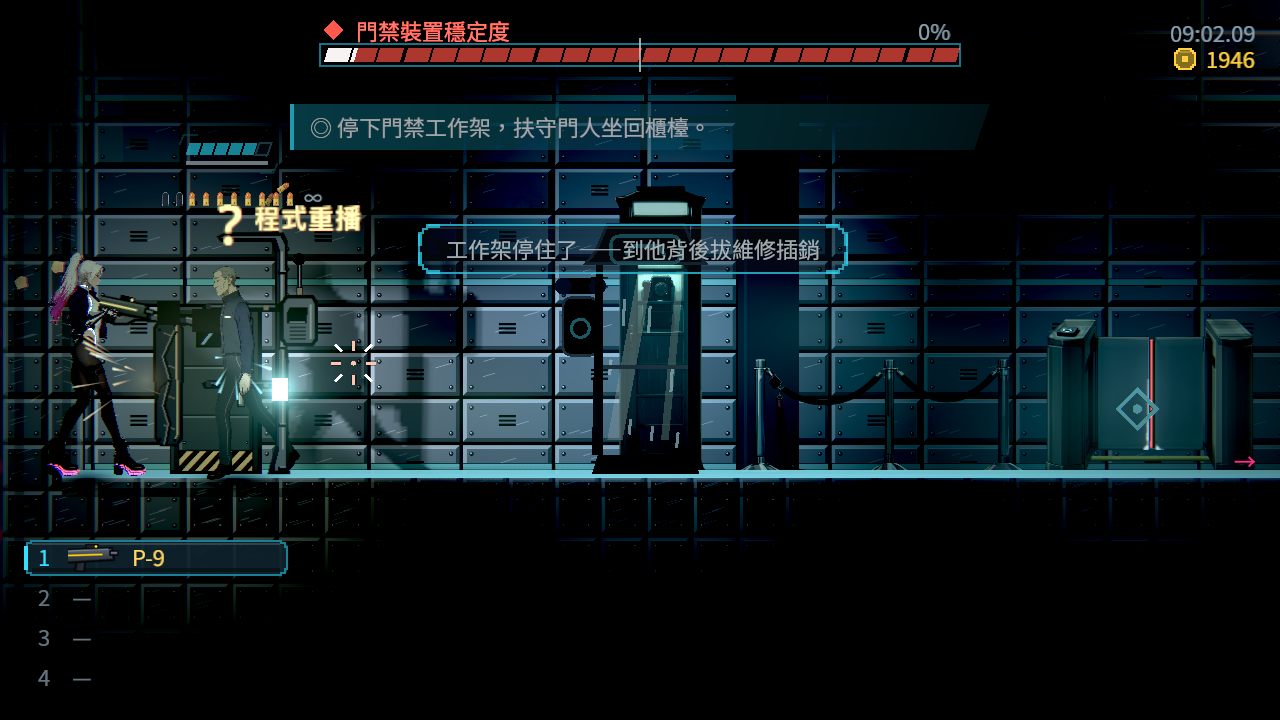 門禁裝置穩定度
0%
09:02.09
1946
◎ 停下門禁工作架，扶守門人坐回櫃檯。
∞
? 程式重播
工作架停住了——到他背後拔維修插銷
1 P-9
2 —
3 —
4 —